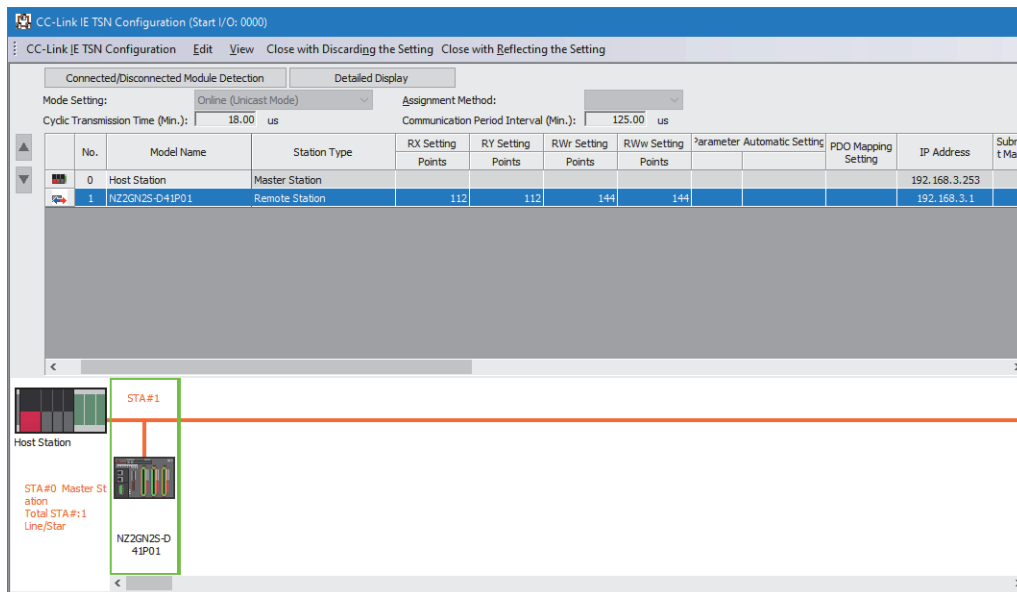 CC-Link IE TSN Configuration (Start I/O: 0000)
CC-Link IE TSN Configuration Edit View Close with Discarding the Setting Close with Reflecting the Setting
Connected/Disconnected Module Detection Detailed Display
Mode Setting: Online (Unicast Mode) Assignment Method:
Cyclic Transmission Time (Min.): 18.00 us Communication Period Interval (Min.): 125.00 us
No. Model Name Station Type RX Setting RY Setting RWr Setting RWw Setting Parameter Automatic Setting PDO Mapping Setting IP Address Subr
t Ma
Points Points Points Points
0 Host Station Master Station 192.168.3.253
1 NZ2GN2S-D41P01 Remote Station 112 112 144 144 192.168.3.1
STA#1
Host Station
STA#0 Master St
ation
Total STA#:1
Line/Star
NZ2GN2S-D
41P01